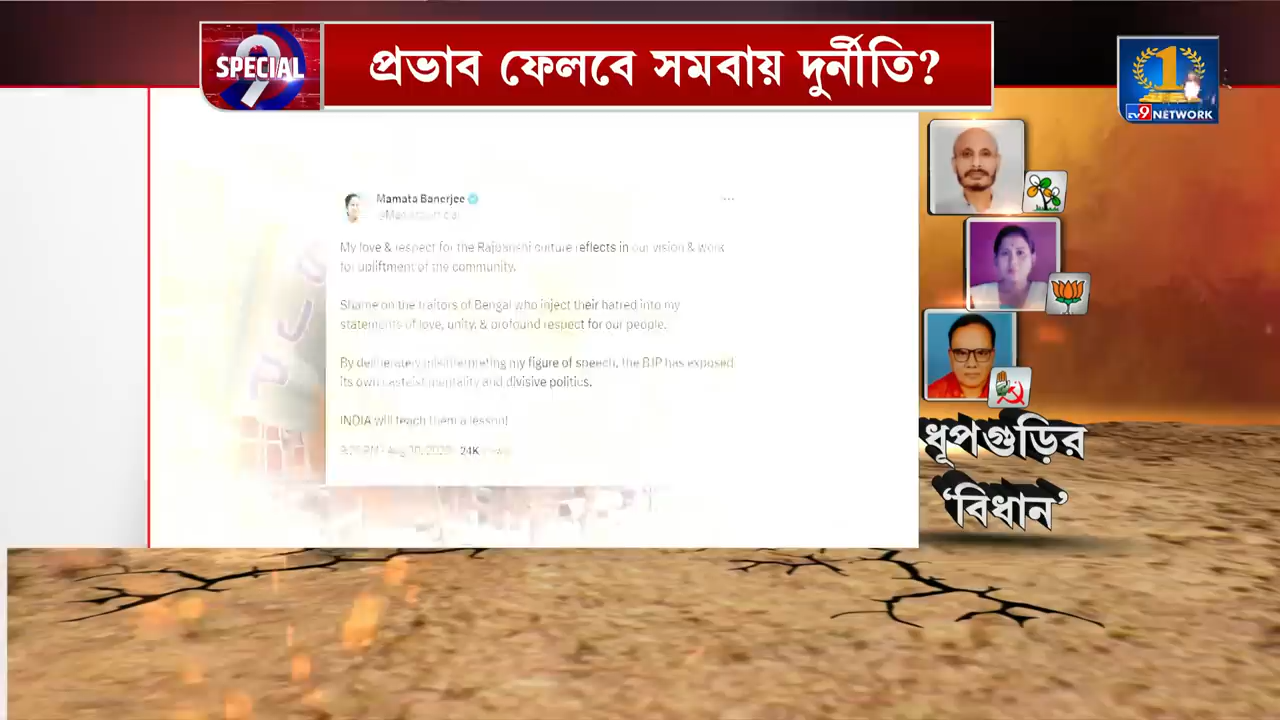 SPECIAL 9
প্রভাব ফেলবে সমবায় দুর্নীতি?
1
TV9 NETWORK
Mamata Banerjee
My love & respect for the Rajbanshi culture reflects in our vision & work
for upliftment of the community.
Shame on the traitors of Bengal who inject their hatred into my
statements of love, unity, & profound respect for our people.
By deliberately misinterpreting my figure of speech, the BJP has exposed
its own casteist mentality and divisive politics.
INDIA will teach them a lesson!
24K
ধূপগুড়ির
‘বিধান’